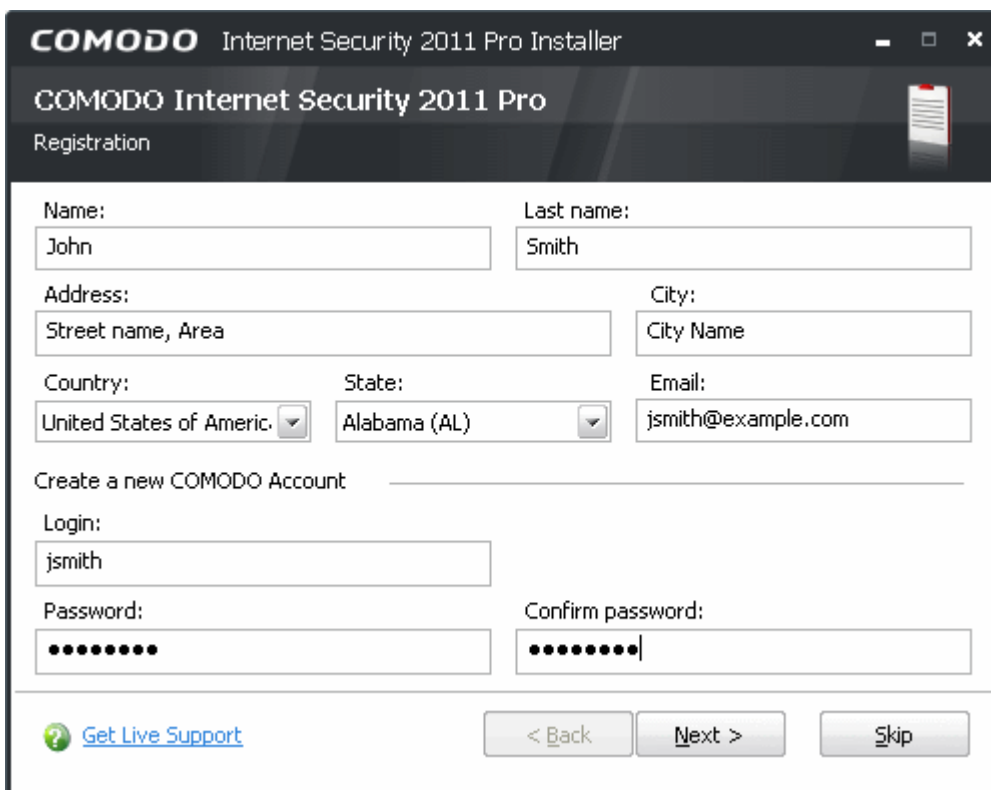 COMODO Internet Security 2011 Pro Installer
COMODO Internet Security 2011 Pro
Registration
Name: Last name:
John Smith
Address: City:
Street name, Area City Name
Country: State: Email:
United States of Americ. Alabama (AL) jsmith@example.com
Create a new COMODO Account
Login:
jsmith
Password: Confirm password:
•••••••• ••••••••
Get Live Support < Back Next > Skip